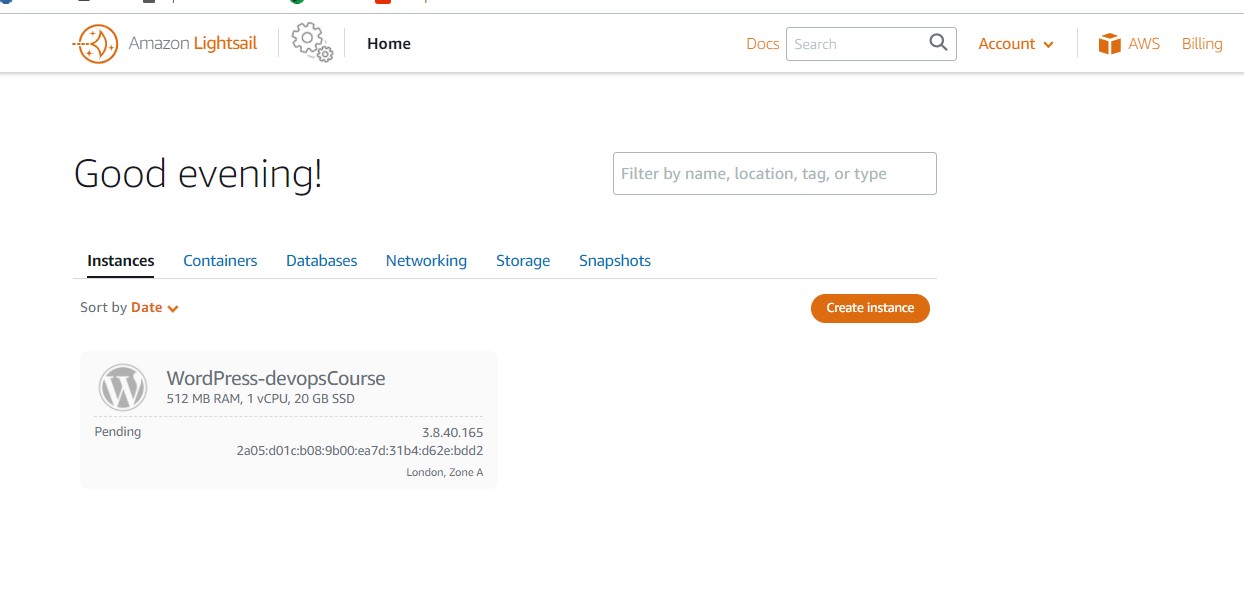 Amazon Lightsail
Home
Docs
Search
Account
AWS
Billing
Good evening!
Filter by name, location, tag, or type
Instances
Containers
Databases
Networking
Storage
Snapshots
Sort by Date
Create instance
WordPress-devopsCourse
512 MB RAM, 1 vCPU, 20 GB SSD
Pending
3.8.40.165
2a05:d01c:b08:9b00:ea7d:31b4:d62e:bdd2
London, Zone A